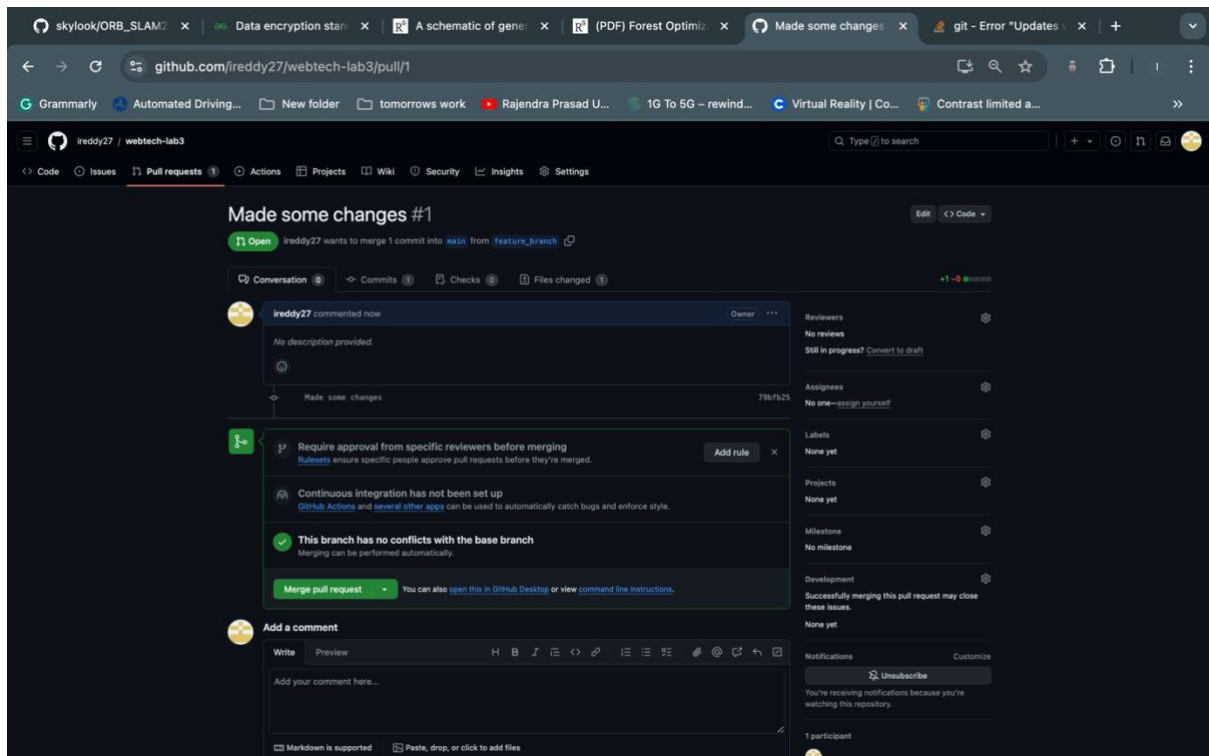 skylook/ORB_SLAM2
Data encryption stan
A schematic of gener
(PDF) Forest Optimiz
Made some changes
git - Error "Updates
github.com/ireddy27/webtech-lab3/pull/1
Grammarly
Automated Driving...
New folder
tomorrows work
Rajendra Prasad U...
1G To 5G – rewind...
Virtual Reality | Co...
Contrast limited a...
ireddy27 / webtech-lab3
Type / to search
Code
Issues
Pull requests 1
Actions
Projects
Wiki
Security
Insights
Settings
Made some changes #1
Edit
Code
Open
ireddy27 wants to merge 1 commit into main from feature_branch
Conversation 0
Commits 1
Checks 0
Files changed 1
+1 −0
ireddy27 commented now
Owner
No description provided.
Made some changes
79bfb25
Require approval from specific reviewers before merging
Rulesets ensure specific people approve pull requests before they're merged.
Add rule
Continuous integration has not been set up
GitHub Actions and several other apps can be used to automatically catch bugs and enforce style.
This branch has no conflicts with the base branch
Merging can be performed automatically.
Merge pull request
You can also open this in GitHub Desktop or view command line instructions.
Add a comment
Write
Preview
Add your comment here...
Markdown is supported
Paste, drop, or click to add files
Reviewers
No reviews
Still in progress? Convert to draft
Assignees
No one—assign yourself
Labels
None yet
Projects
None yet
Milestone
No milestone
Development
Successfully merging this pull request may close
these issues.
None yet
Notifications
Customize
Unsubscribe
You're receiving notifications because you're
watching this repository.
1 participant